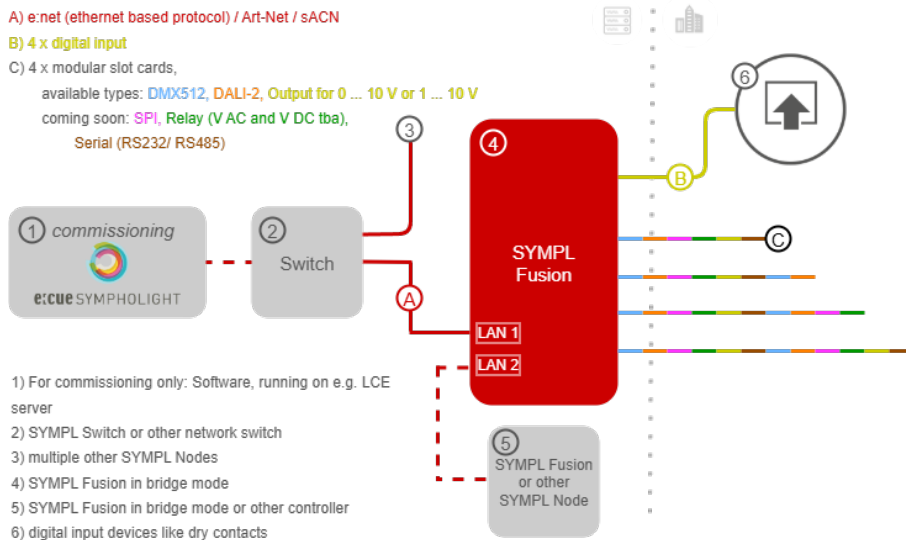 A) e:net (ethernet based protocol) / Art-Net / sACN
B) 4 x digital input
C) 4 x modular slot cards,
available types: DMX512, DALI-2, Output for 0 ... 10 V or 1 ... 10 V
coming soon: SPI, Relay (V AC and V DC tba),
Serial (RS232/ RS485)
3
4
6
B
1 commissioning
e:cue SYMPHOLIGHT
2
Switch
A
SYMPL
Fusion
C
LAN 1
LAN 2
5
SYMPL Fusion
or other
SYMPL Node
1) For commissioning only: Software, running on e.g. LCE
server
2) SYMPL Switch or other network switch
3) multiple other SYMPL Nodes
4) SYMPL Fusion in bridge mode
5) SYMPL Fusion in bridge mode or other controller
6) digital input devices like dry contacts